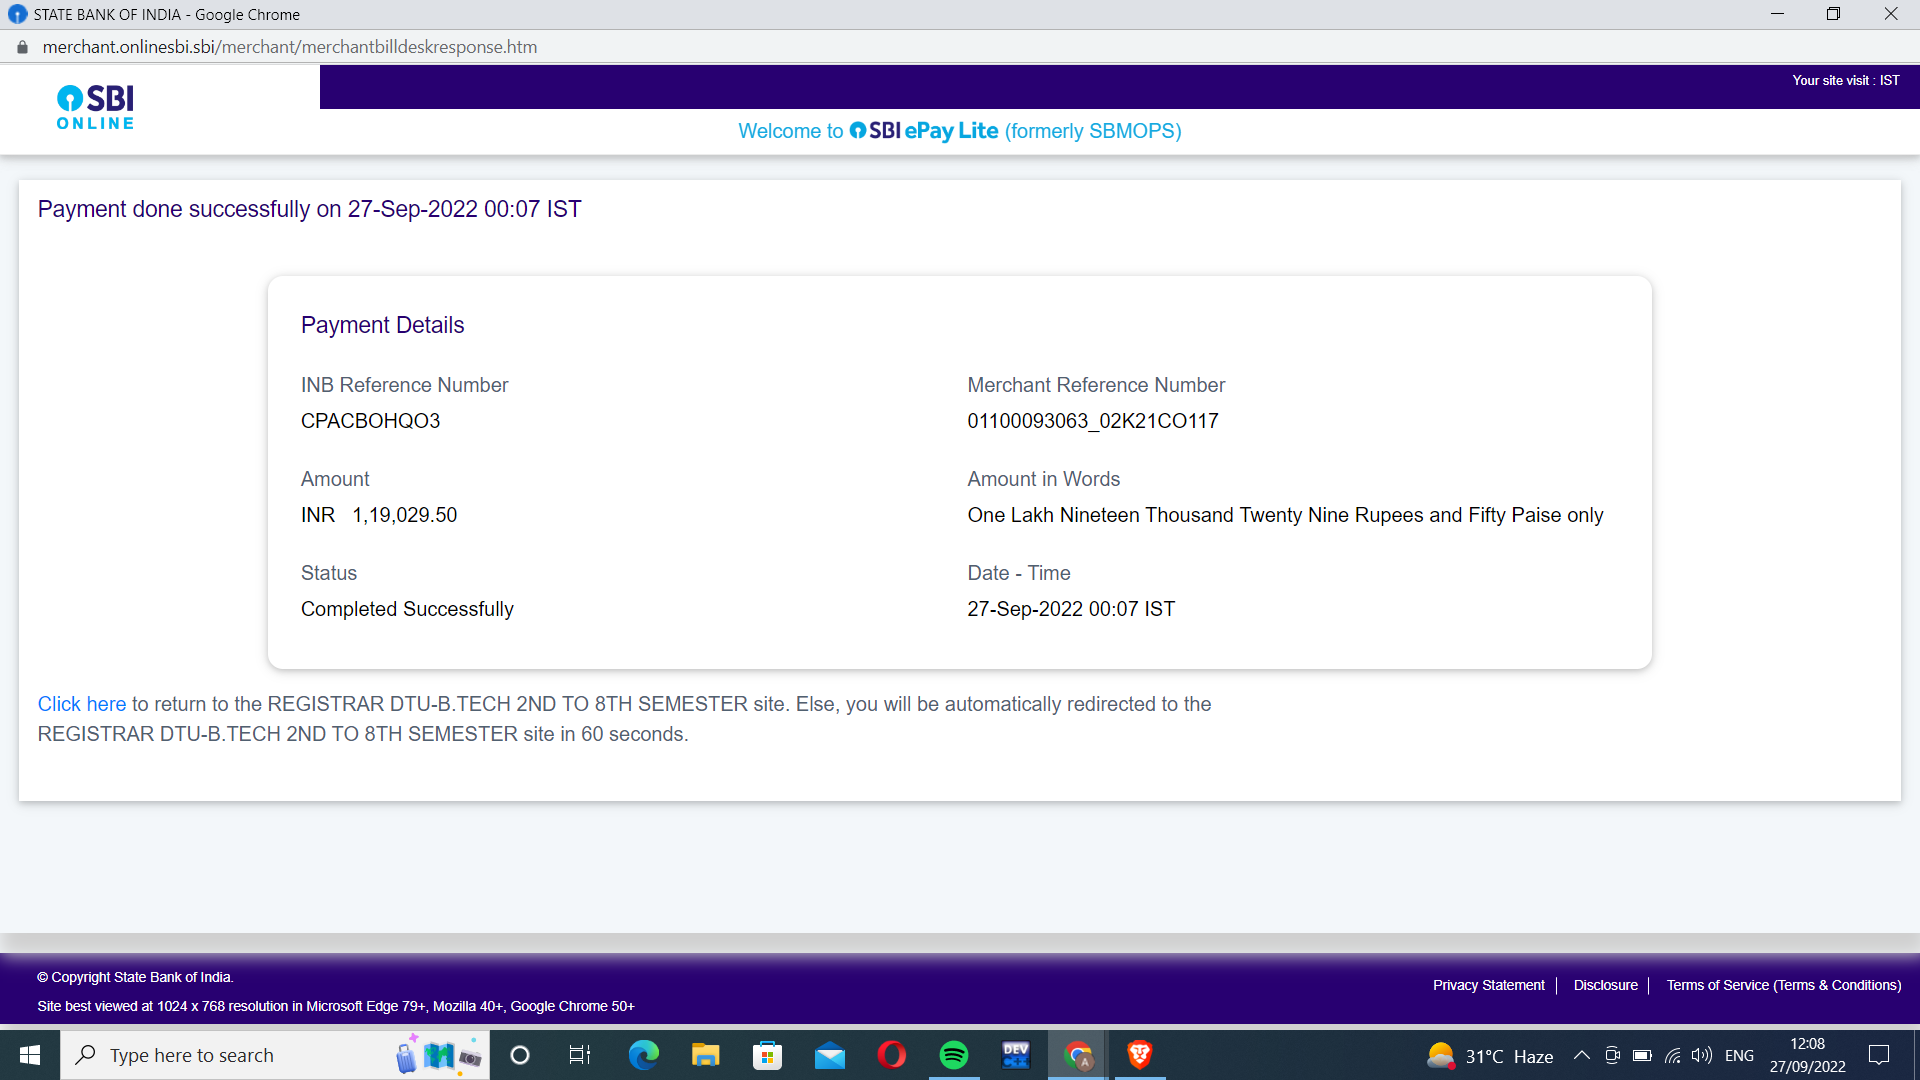 STATE BANK OF INDIA - Google Chrome
merchant.onlinesbi.sbi/merchant/merchantbilldeskresponse.htm
Your site visit : IST
SBI
ONLINE
Welcome to SBI ePay Lite (formerly SBMOPS)
Payment done successfully on 27-Sep-2022 00:07 IST
Payment Details
INB Reference Number
Merchant Reference Number
CPACBOHQO3
01100093063_02K21CO117
Amount
Amount in Words
INR 1,19,029.50
One Lakh Nineteen Thousand Twenty Nine Rupees and Fifty Paise only
Status
Date - Time
Completed Successfully
27-Sep-2022 00:07 IST
Click here to return to the REGISTRAR DTU-B.TECH 2ND TO 8TH SEMESTER site. Else, you will be automatically redirected to the
REGISTRAR DTU-B.TECH 2ND TO 8TH SEMESTER site in 60 seconds.
© Copyright State Bank of India.
Privacy Statement
Disclosure
Terms of Service (Terms & Conditions)
Site best viewed at 1024 x 768 resolution in Microsoft Edge 79+, Mozilla 40+, Google Chrome 50+
Type here to search
DEV
C++
A
31°C Haze
ENG
12:08
27/09/2022